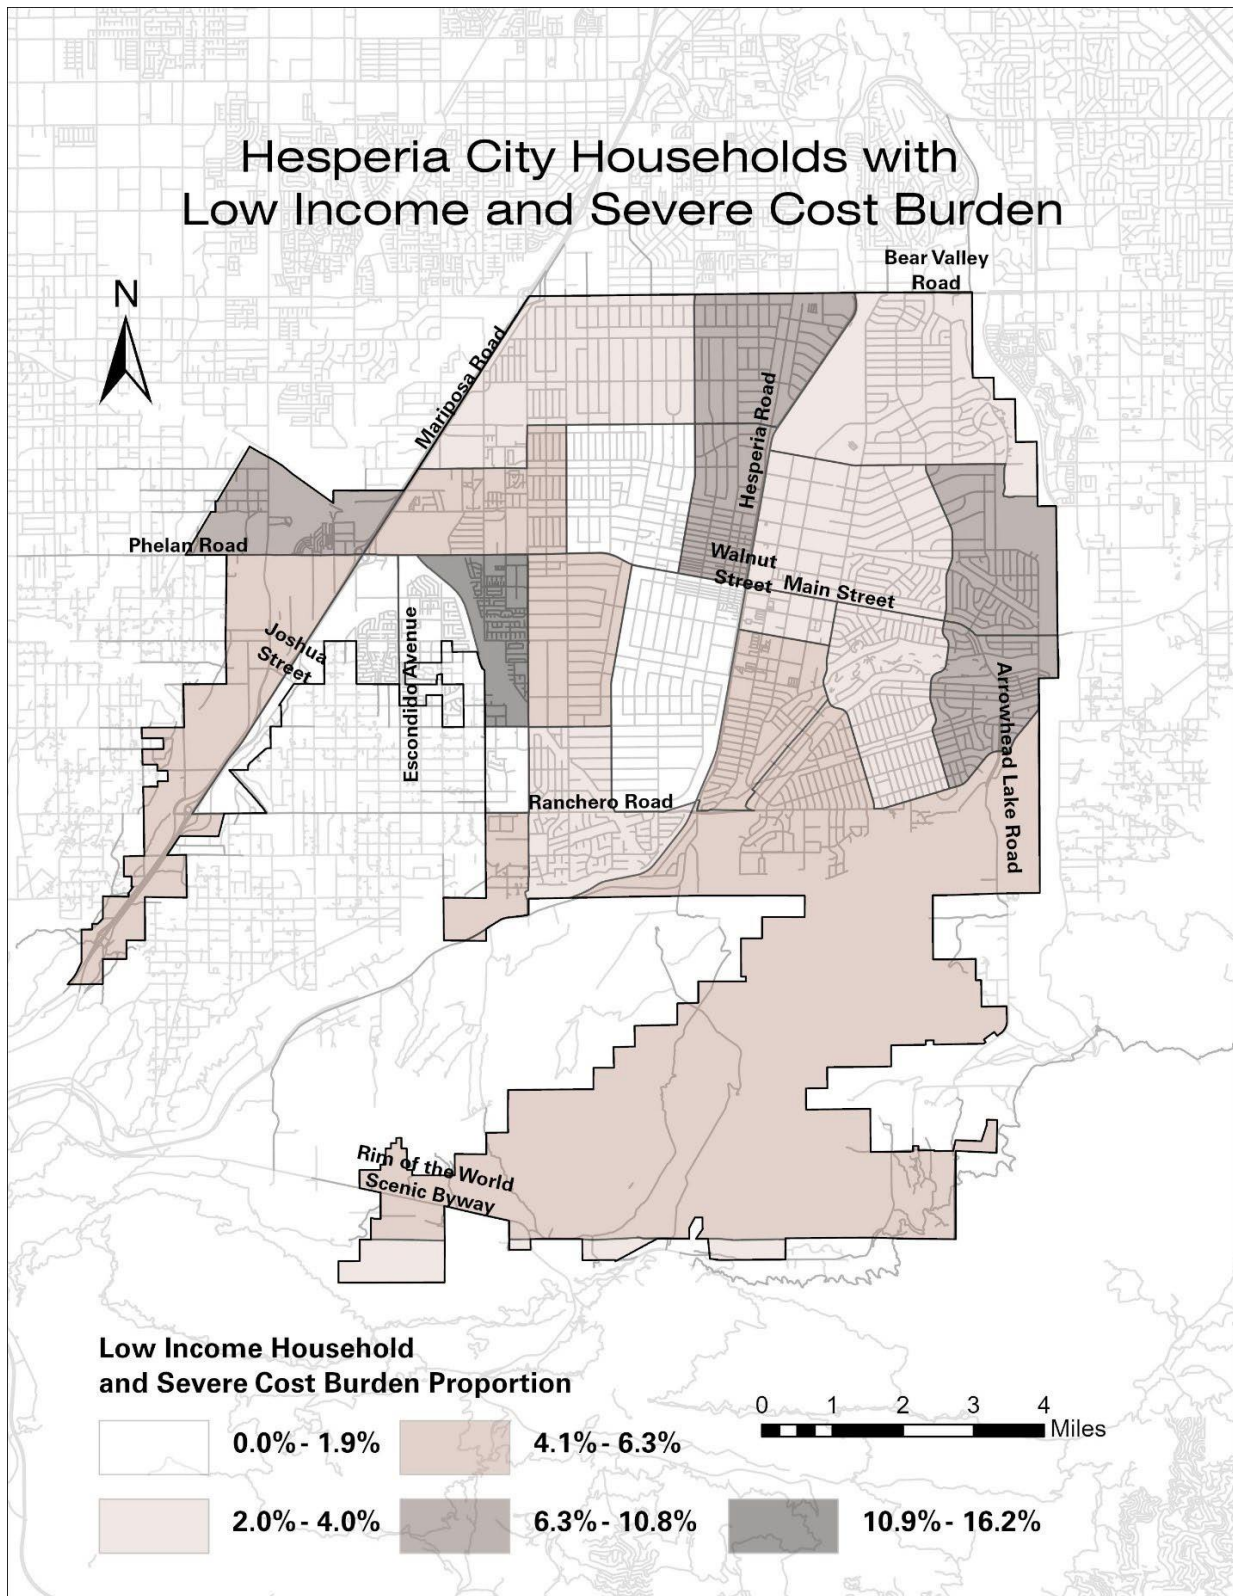 Hesperia City Households with
Low Income and Severe Cost Burden
Bear Valley
Road
N
Mariposa Road
Hesperia Road
Phelan Road
Walnut
Street
Main Street
Joshua
Street
Escondido Avenue
Arrowhead Lake Road
Ranchero Road
Rim of the World
Scenic Byway
Low Income Household
and Severe Cost Burden Proportion
0.0% - 1.9%
4.1% - 6.3%
2.0% - 4.0%
6.3% - 10.8%
10.9% - 16.2%
0 1 2 3 4
Miles